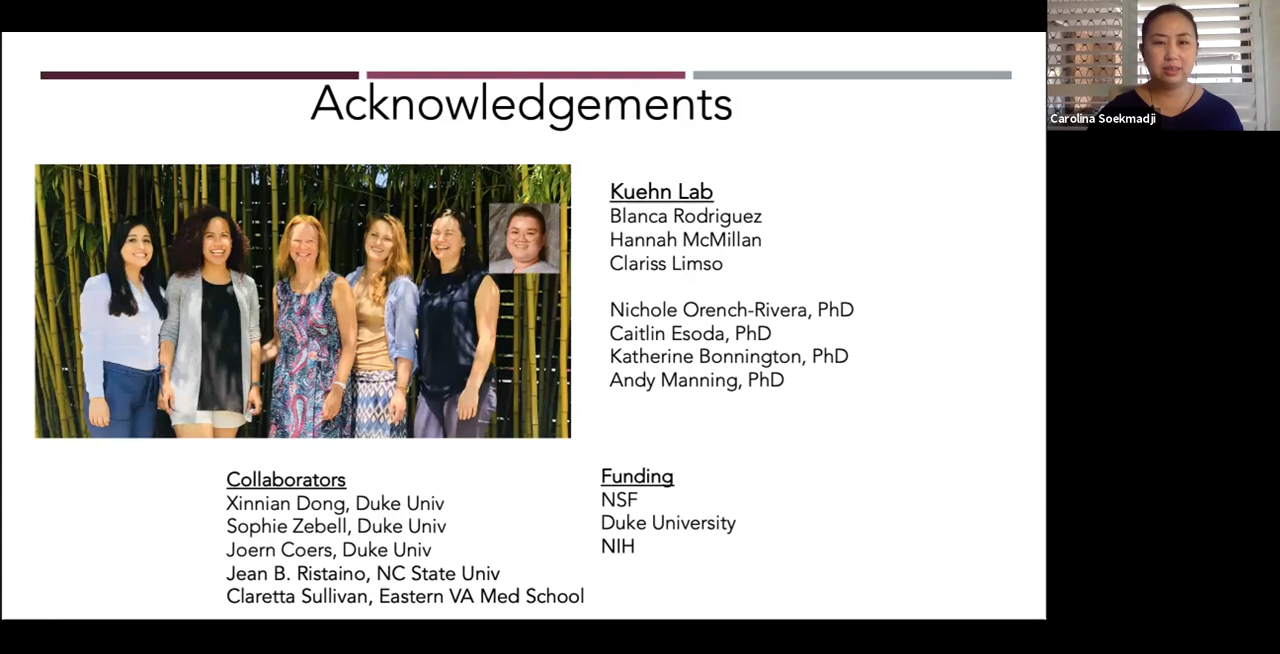 Acknowledgements
Carolina Soekmadji
Kuehn Lab
Blanca Rodriguez
Hannah McMillan
Clariss Limso
Nichole Orench-Rivera, PhD
Caitlin Esoda, PhD
Katherine Bonnington, PhD
Andy Manning, PhD
Collaborators
Xinnian Dong, Duke Univ
Sophie Zebell, Duke Univ
Joern Coers, Duke Univ
Jean B. Ristaino, NC State Univ
Claretta Sullivan, Eastern VA Med School
Funding
NSF
Duke University
NIH